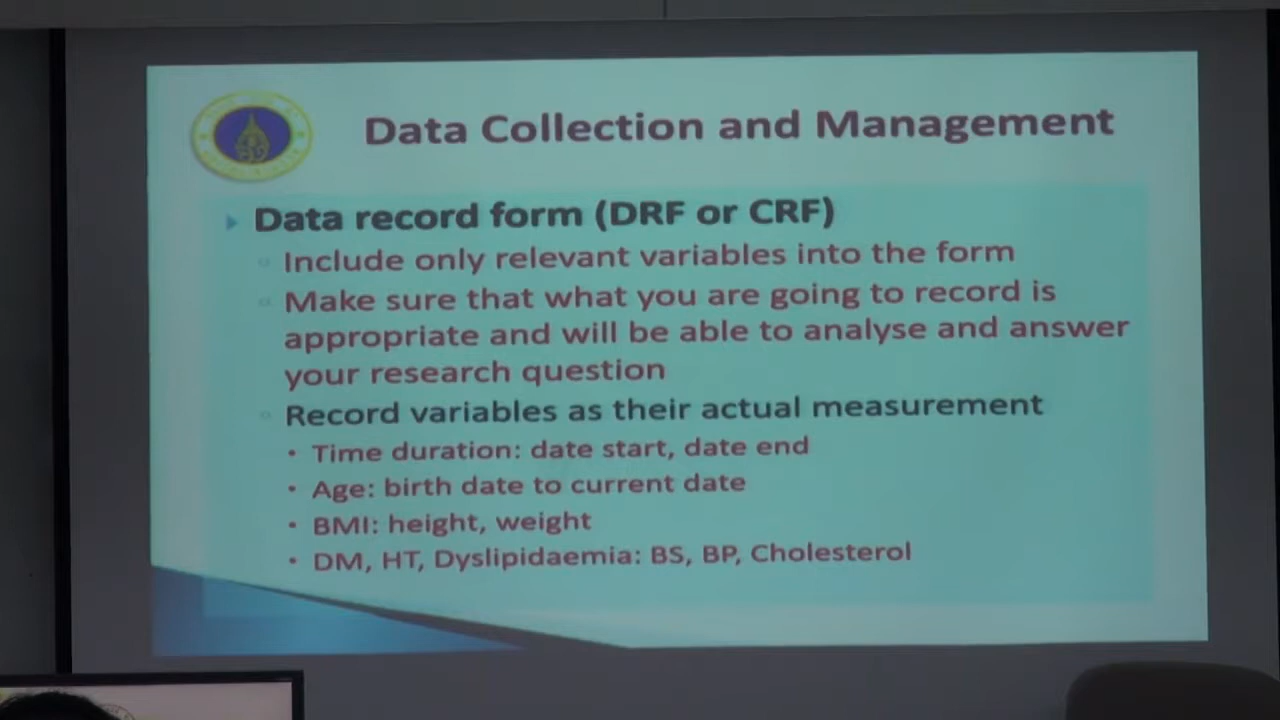 Data Collection and Management
Data record form (DRF or CRF)
Include only relevant variables into the form
Make sure that what you are going to record is
appropriate and will be able to analyse and answer
your research question
Record variables as their actual measurement
• Time duration: date start, date end
• Age: birth date to current date
• BMI: height, weight
• DM, HT, Dyslipidaemia: BS, BP, Cholesterol